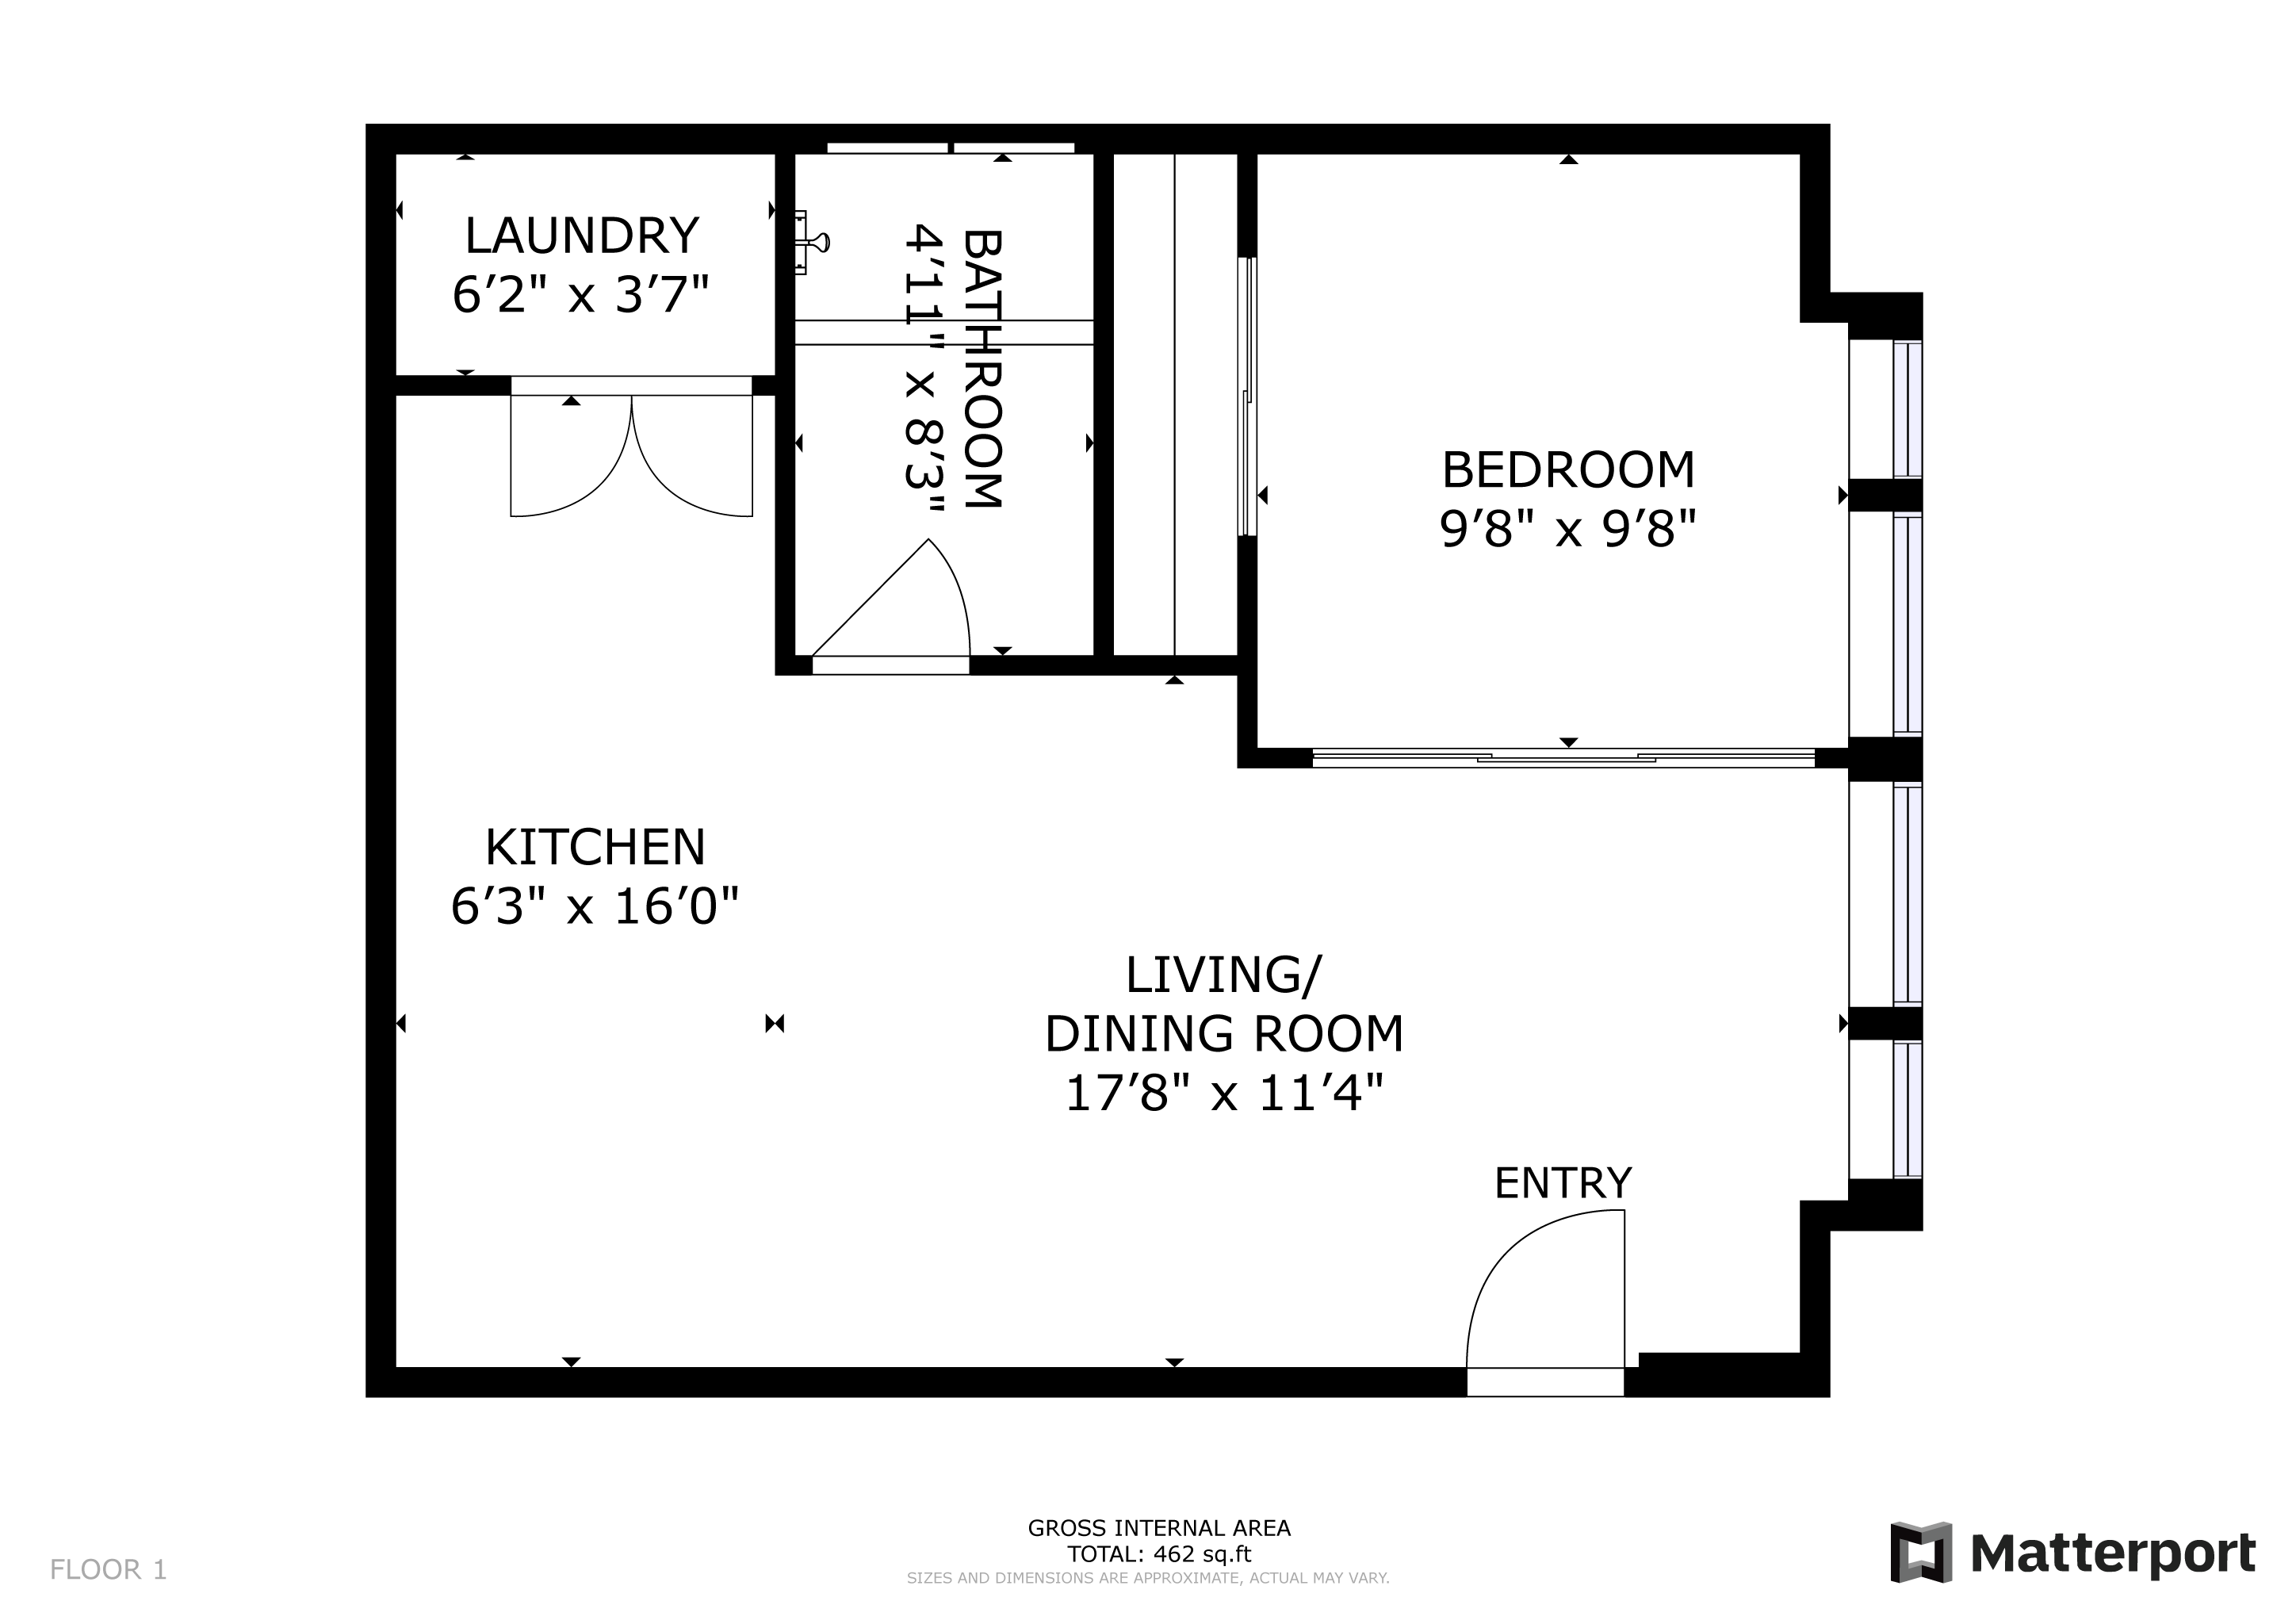 LAUNDRY
6′2" x 3′7"
BATHROOM
4′11" x 8′3"
BEDROOM
9′8" x 9′8"
KITCHEN
6′3" x 16′0"
LIVING/
DINING ROOM
17′8" x 11′4"
ENTRY
GROSS INTERNAL AREA
TOTAL: 462 sq.ft
SIZES AND DIMENSIONS ARE APPROXIMATE, ACTUAL MAY VARY.
FLOOR 1
Matterport